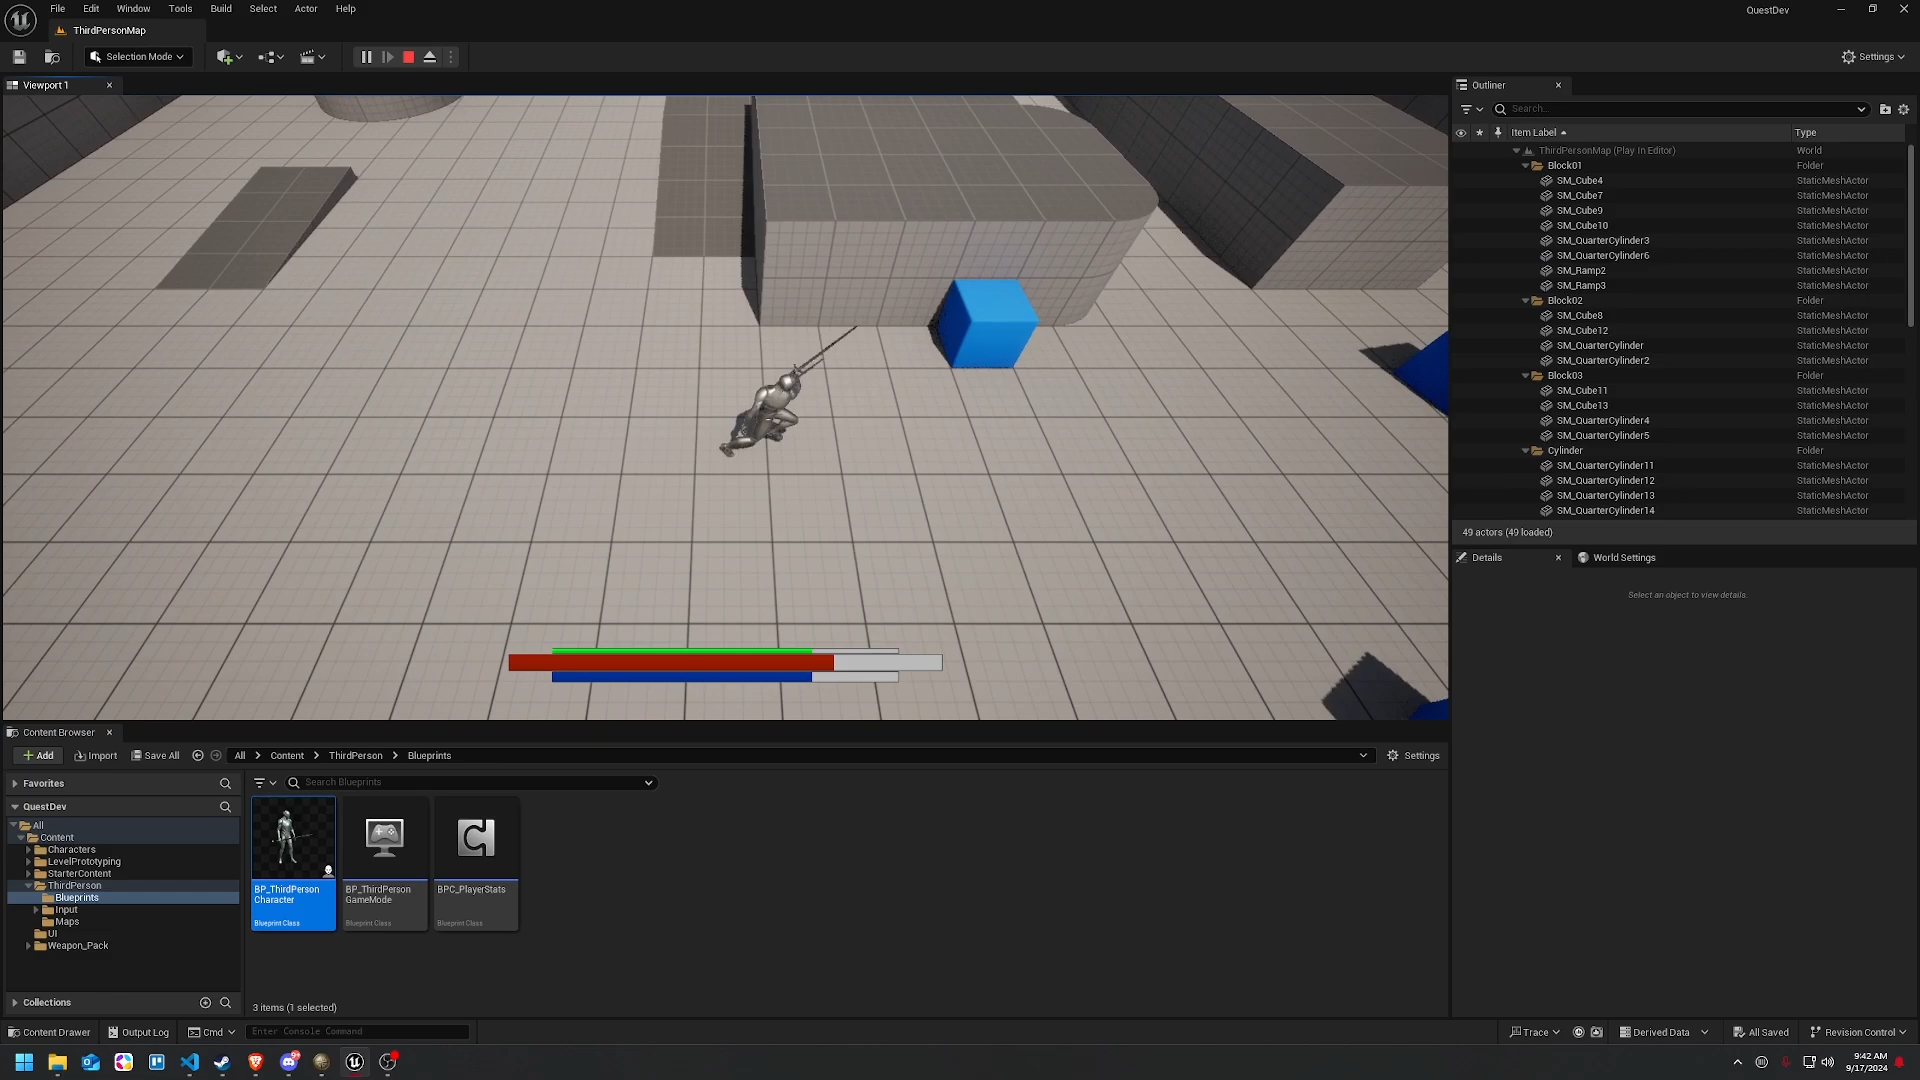 File Edit Window Tools Build Select Actor Help
QuestDev
ThirdPersonMap
Selection Mode
Settings
Viewport 1
Outliner
Search...
Item Label
Type
ThirdPersonMap (Play In Editor) World
Block01 Folder
SM_Cube4 StaticMeshActor
SM_Cube7 StaticMeshActor
SM_Cube9 StaticMeshActor
SM_Cube10 StaticMeshActor
SM_QuarterCylinder3 StaticMeshActor
SM_QuarterCylinder6 StaticMeshActor
SM_Ramp2 StaticMeshActor
SM_Ramp3 StaticMeshActor
Block02 Folder
SM_Cube8 StaticMeshActor
SM_Cube12 StaticMeshActor
SM_QuarterCylinder StaticMeshActor
SM_QuarterCylinder2 StaticMeshActor
Block03 Folder
SM_Cube11 StaticMeshActor
SM_Cube13 StaticMeshActor
SM_QuarterCylinder4 StaticMeshActor
SM_QuarterCylinder5 StaticMeshActor
Cylinder Folder
SM_QuarterCylinder11 StaticMeshActor
SM_QuarterCylinder12 StaticMeshActor
SM_QuarterCylinder13 StaticMeshActor
SM_QuarterCylinder14 StaticMeshActor
49 actors (49 loaded)
Details
World Settings
Select an object to view details.
Content Browser
Add Import Save All All Content ThirdPerson Blueprints Settings
Favorites
Search Blueprints
QuestDev
All
Content
Characters
LevelPrototyping
StarterContent
ThirdPerson
Blueprints
Input
Maps
UI
Weapon_Pack
Collections
BP_ThirdPerson
Character
Blueprint Class
BP_ThirdPerson
GameMode
Blueprint Class
BPC_PlayerStats
Blueprint Class
3 items (1 selected)
Content Drawer Output Log Cmd Enter Console Command Trace Derived Data All Saved Revision Control
9:42 AM
9/17/2024